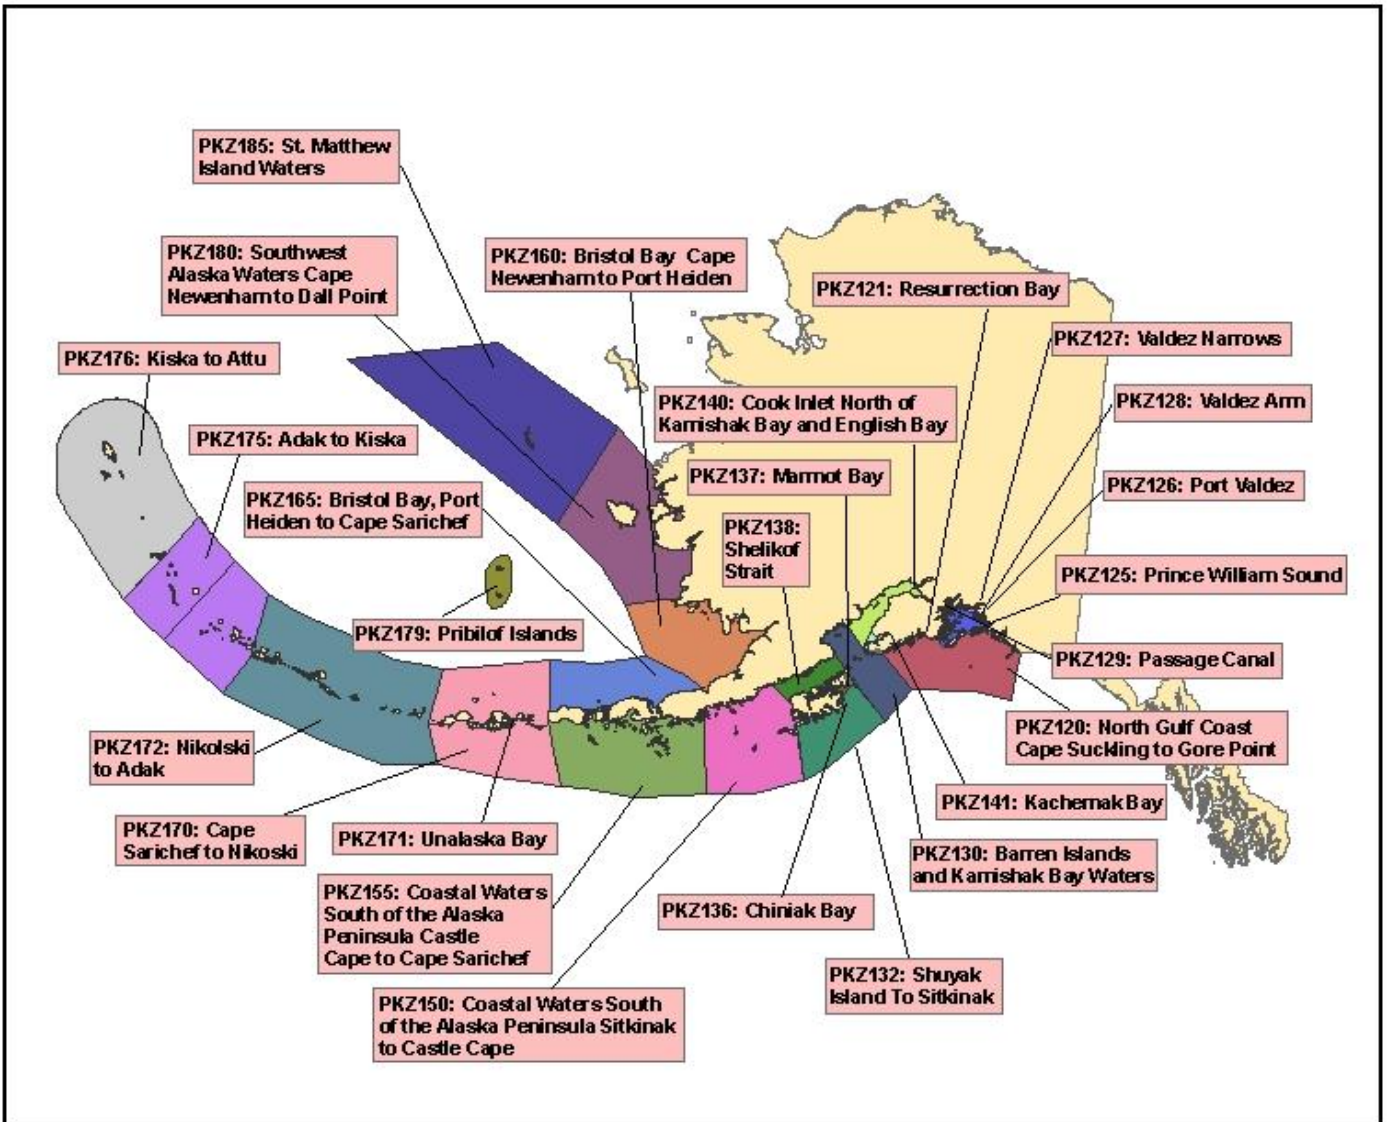 PKZ185: St. Matthew
Island Waters
PKZ180: Southwest
Alaska Waters Cape
Newenham to Dall Point
PKZ160: Bristol Bay Cape
Newenham to Port Heiden
PKZ121: Resurrection Bay
PKZ127: Valdez Narrows
PKZ176: Kiska to Attu
PKZ128: Valdez Arm
PKZ140: Cook Inlet North of
Kamishak Bay and English Bay
PKZ175: Adak to Kiska
PKZ137: Marmot Bay
PKZ126: Port Valdez
PKZ165: Bristol Bay, Port
Heiden to Cape Sarichef
PKZ138:
Shelikof
Strait
PKZ125: Prince William Sound
PKZ179: Pribilof Islands
PKZ129: Passage Canal
PKZ120: North Gulf Coast
Cape Suckling to Gore Point
PKZ172: Nikolski
to Adak
PKZ141: Kachemak Bay
PKZ170: Cape
Sarichef to Nikoski
PKZ171: Unalaska Bay
PKZ130: Barren Islands
and Kamishak Bay Waters
PKZ155: Coastal Waters
South of the Alaska
Peninsula Castle
Cape to Cape Sarichef
PKZ136: Chiniak Bay
PKZ132: Shuyak
Island To Sitkinak
PKZ150: Coastal Waters South
of the Alaska Peninsula Sitkinak
to Castle Cape